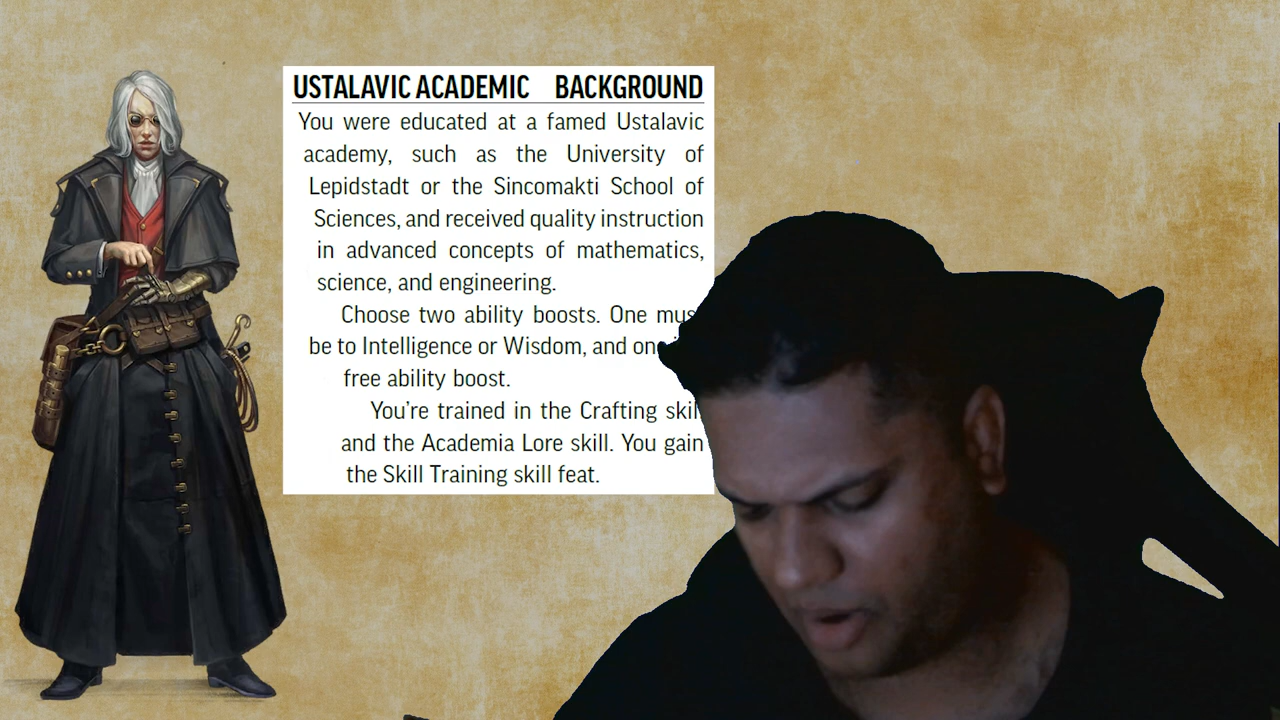 USTALAVIC ACADEMIC BACKGROUND
You were educated at a famed Ustalavic
academy, such as the University of
Lepidstadt or the Sincomakti School of
Sciences, and received quality instruction
in advanced concepts of mathematics,
science, and engineering.
Choose two ability boosts. One
be to Intelligence or Wisdom, and
free ability boost.
You're trained in the Crafting
and the Academia Lore skill. You gain
the Skill Training skill feat.